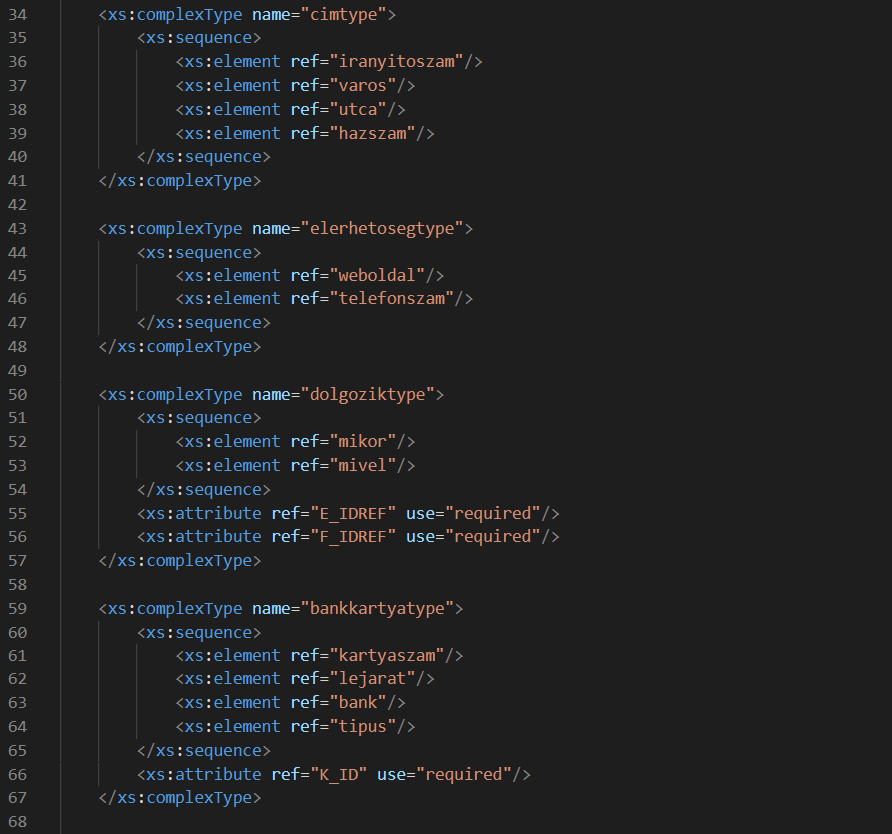 34 <xs:complexType name="cimtype">
35 <xs:sequence>
36 <xs:element ref="iranyitoszam"/>
37 <xs:element ref="varos"/>
38 <xs:element ref="utca"/>
39 <xs:element ref="hazszam"/>
40 </xs:sequence>
41 </xs:complexType>
42
43 <xs:complexType name="elerhetosegtype">
44 <xs:sequence>
45 <xs:element ref="weboldal"/>
46 <xs:element ref="telefonszam"/>
47 </xs:sequence>
48 </xs:complexType>
49
50 <xs:complexType name="dolgoziktype">
51 <xs:sequence>
52 <xs:element ref="mikor"/>
53 <xs:element ref="mivel"/>
54 </xs:sequence>
55 <xs:attribute ref="E_IDREF" use="required"/>
56 <xs:attribute ref="F_IDREF" use="required"/>
57 </xs:complexType>
58
59 <xs:complexType name="bankkartyatype">
60 <xs:sequence>
61 <xs:element ref="kartyaszam"/>
62 <xs:element ref="lejarat"/>
63 <xs:element ref="bank"/>
64 <xs:element ref="tipus"/>
65 </xs:sequence>
66 <xs:attribute ref="K_ID" use="required"/>
67 </xs:complexType>
68